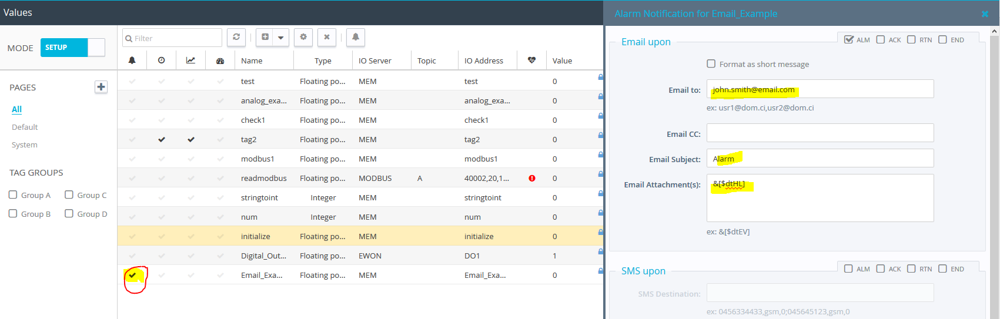 Values
MODE SETUP
PAGES
All
Default
System
TAG GROUPS
Group A Group C
Group B Group D
Filter
Name Type IO Server Topic IO Address Value
test Floating po... MEM test 0
analog_exa... Floating po... MEM analog_exa... 0
check1 Floating po... MEM check1 0
tag2 Floating po... MEM tag2 0
modbus1 Floating po... MEM modbus1 0
readmodbus Floating po... MODBUS A 40002,20,1... 0
stringtoint Integer MEM stringtoint 0
num Integer MEM num 0
initialize Floating po... MEM initialize 0
Digital_Out... Floating po... EWON DO1 1
Email_Exa... Floating po... MEM Email_Exa... 0
Alarm Notification for Email_Example
Email upon ALM ACK RTN END
Format as short message
Email to: john.smith@email.com
ex: usr1@dom.ci,usr2@dom.ci
Email CC:
Email Subject: Alarm
Email Attachment(s): &[$dtHL]
ex: &[$dtEV]
SMS upon ALM ACK RTN END
SMS Destination:
ex: 0456334433,gsm,0;045645123,gsm,0